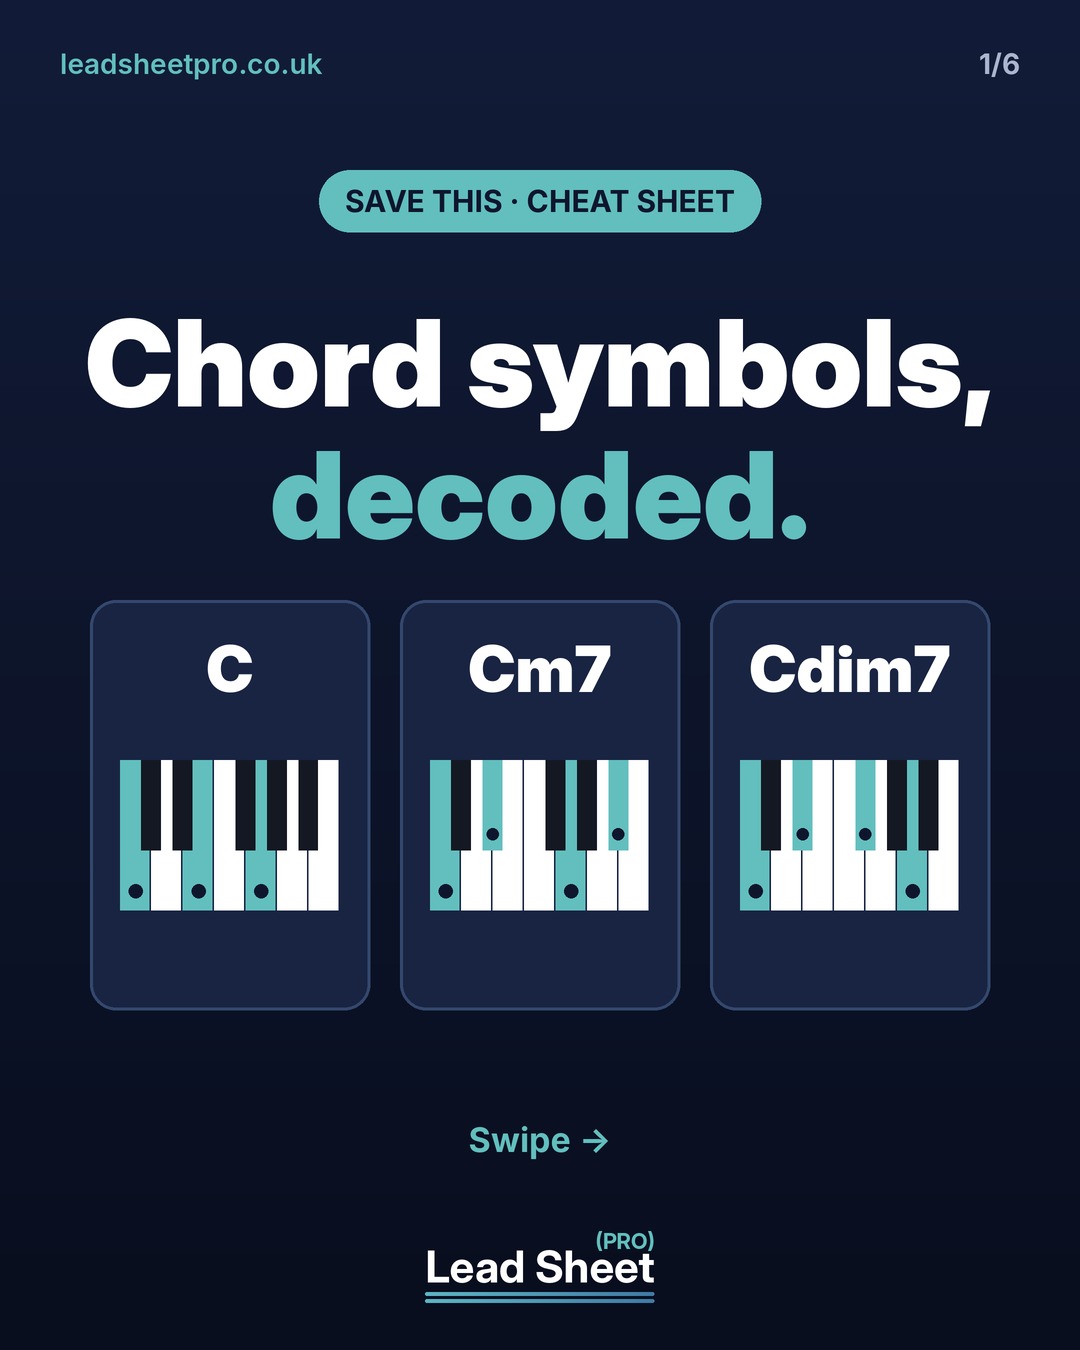 leadsheetpro.co.uk
1/6
SAVE THIS · CHEAT SHEET
Chord symbols,
decoded.
C
Cm7
Cdim7
Swipe →
(PRO)
Lead Sheet